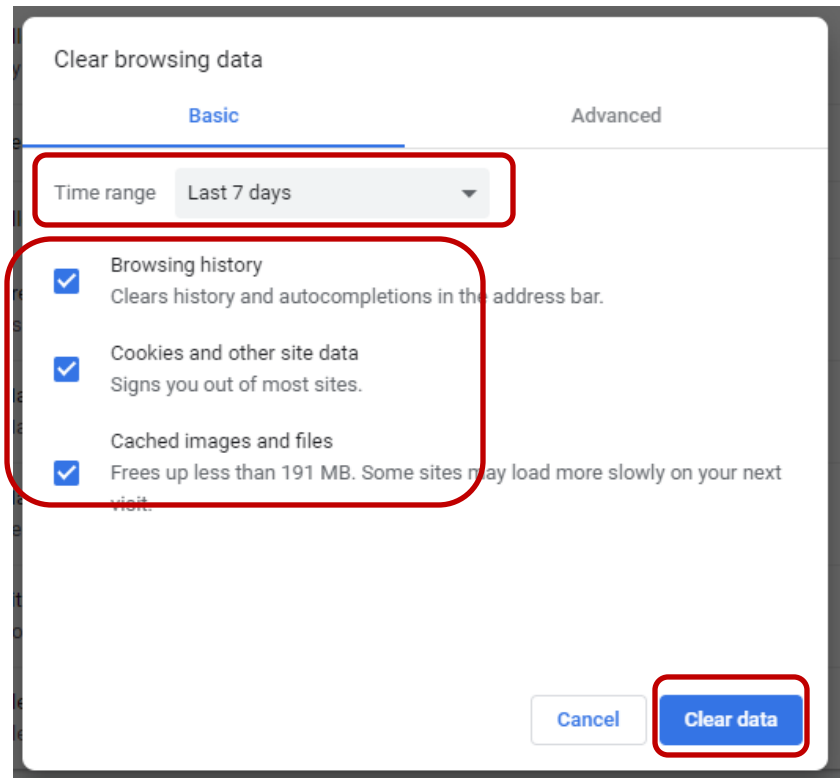 Clear browsing data
Basic Advanced
Time range Last 7 days
Browsing history
Clears history and autocompletions in the address bar.
Cookies and other site data
Signs you out of most sites.
Cached images and files
Frees up less than 191 MB. Some sites may load more slowly on your next
visit.
Cancel Clear data